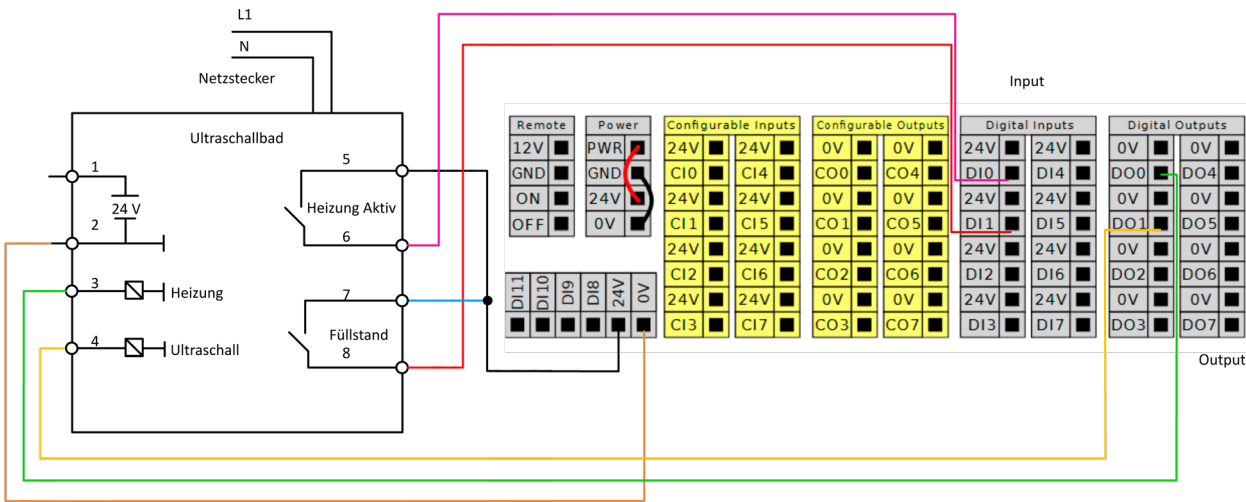 L1
N
Netzstecker
Ultraschallbad
1
24 V
2
3
Heizung
4
Ultraschall
5
Heizung Aktiv
6
7
Füllstand
8
Input
Remote
12V
GND
ON
OFF
Power
PWR
GND
24V
0V
DI11
DI10
DI9
DI8
24V
0V
Configurable Inputs
24V 24V
CI0 CI4
24V 24V
CI1 CI5
24V 24V
CI2 CI6
24V 24V
CI3 CI7
Configurable Outputs
0V 0V
CO0 CO4
0V 0V
CO1 CO5
0V 0V
CO2 CO6
0V 0V
CO3 CO7
Digital Inputs
24V 24V
DI0 DI4
24V 24V
DI1 DI5
24V 24V
DI2 DI6
24V 24V
DI3 DI7
Digital Outputs
0V 0V
DO0 DO4
0V 0V
DO1 DO5
0V 0V
DO2 DO6
0V 0V
DO3 DO7
Output